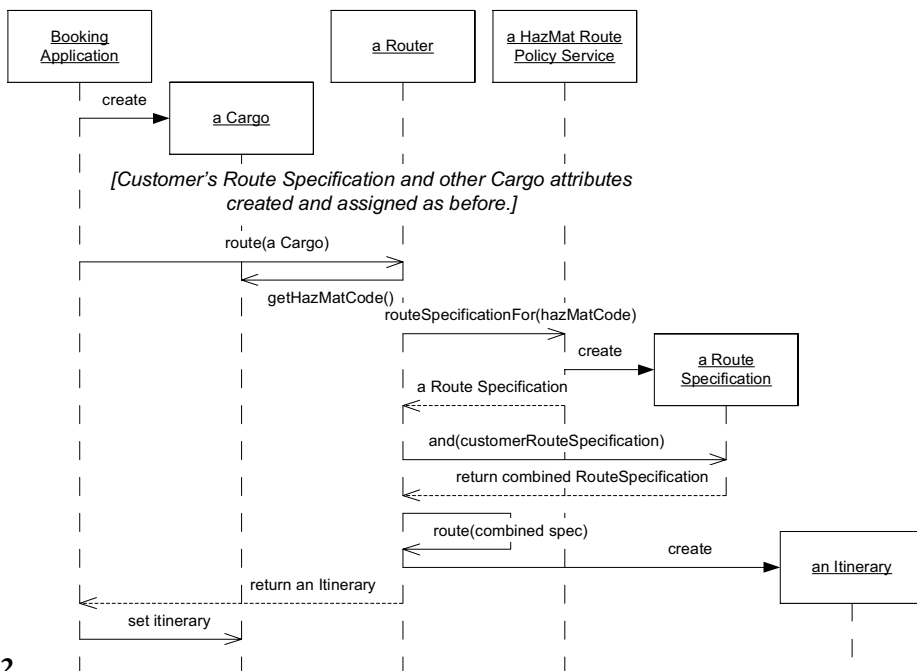 Booking
Application
a Router
a HazMat Route
Policy Service
create
a Cargo
[Customer's Route Specification and other Cargo attributes
created and assigned as before.]
route(a Cargo)
getHazMatCode()
routeSpecificationFor(hazMatCode)
create
a Route
Specification
a Route Specification
and(customerRouteSpecification)
return combined RouteSpecification
route(combined spec)
create
an Itinerary
return an Itinerary
set itinerary
2